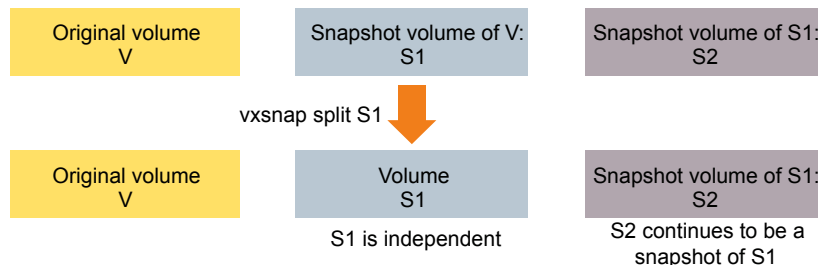 Original volume
V
Snapshot volume of V:
S1
Snapshot volume of S1:
S2
vxsnap split S1
Original volume
V
Volume
S1
Snapshot volume of S1:
S2
S1 is independent
S2 continues to be a
snapshot of S1